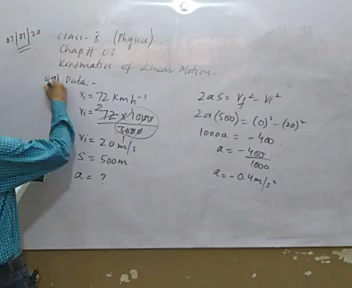 07/01/20
Class-8 (Physics)
Chap# 03
Kinematics of Linear Motion.
Data:-
Vi = 72 Kmh⁻¹
Vi = 72 x 1000
3600
Vi = 20 m/s
S = 500m
a = ?
2aS = Vf² - Vi²
2a(500) = (0)² - (20)²
1000a = -400
a = -400
1000
a = -0.4 m/s²